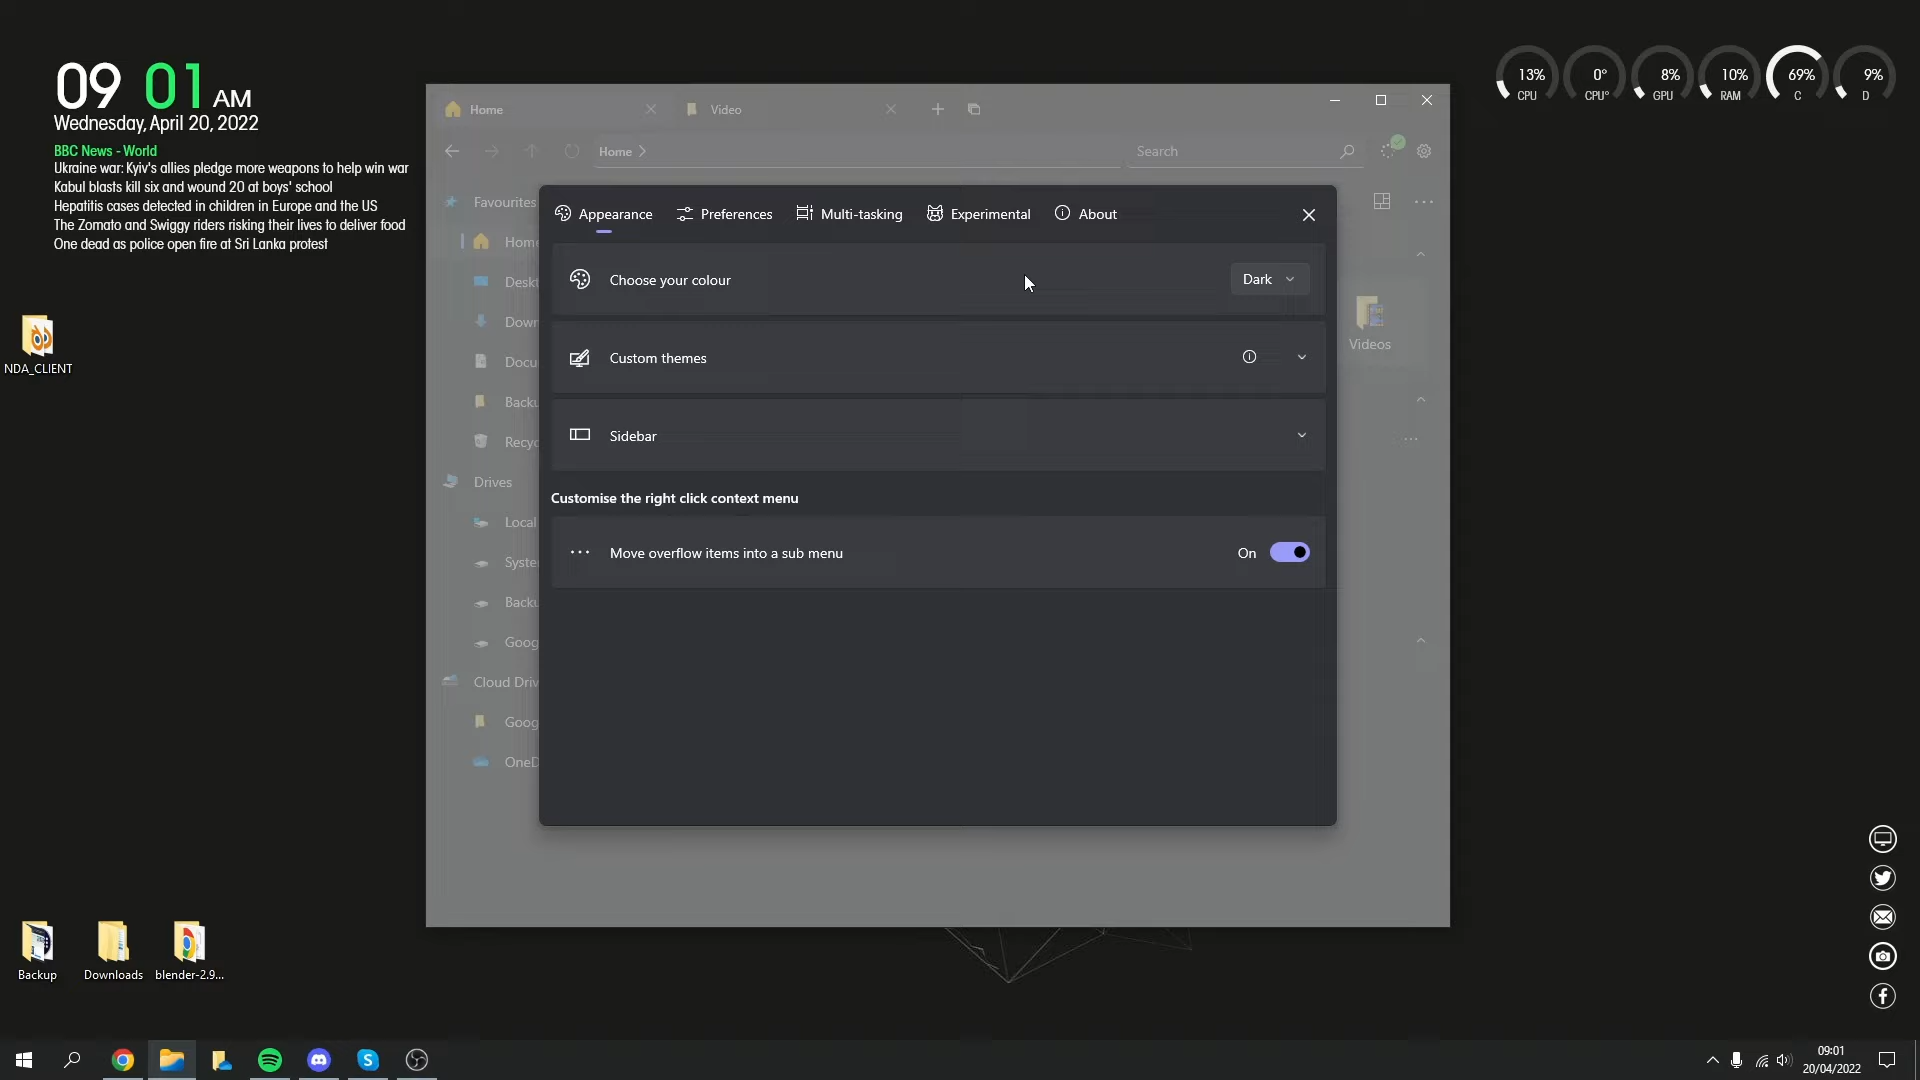 09 01 AM
Wednesday, April 20, 2022
BBC News - World
Ukraine war: Kyiv's allies pledge more weapons to help win war
Kabul blasts kill six and wound 20 at boys' school
Hepatitis cases detected in children in Europe and the US
The Zomato and Swiggy riders risking their lives to deliver food
One dead as police open fire at Sri Lanka protest
13% CPU
0° CPU°
8% GPU
10% RAM
69% C
9% D
NDA_CLIENT
Home
Video
Home
Search
Favourites
Home
Deskt
Down
Docu
Backu
Recyc
Drives
Local
Syste
Backu
Goog
Cloud Driv
Goog
OneD
Videos
Appearance
Preferences
Multi-tasking
Experimental
About
Choose your colour
Dark
Custom themes
Sidebar
Customise the right click context menu
Move overflow items into a sub menu
On
Backup
Downloads
blender-2.9...
09:01
20/04/2022